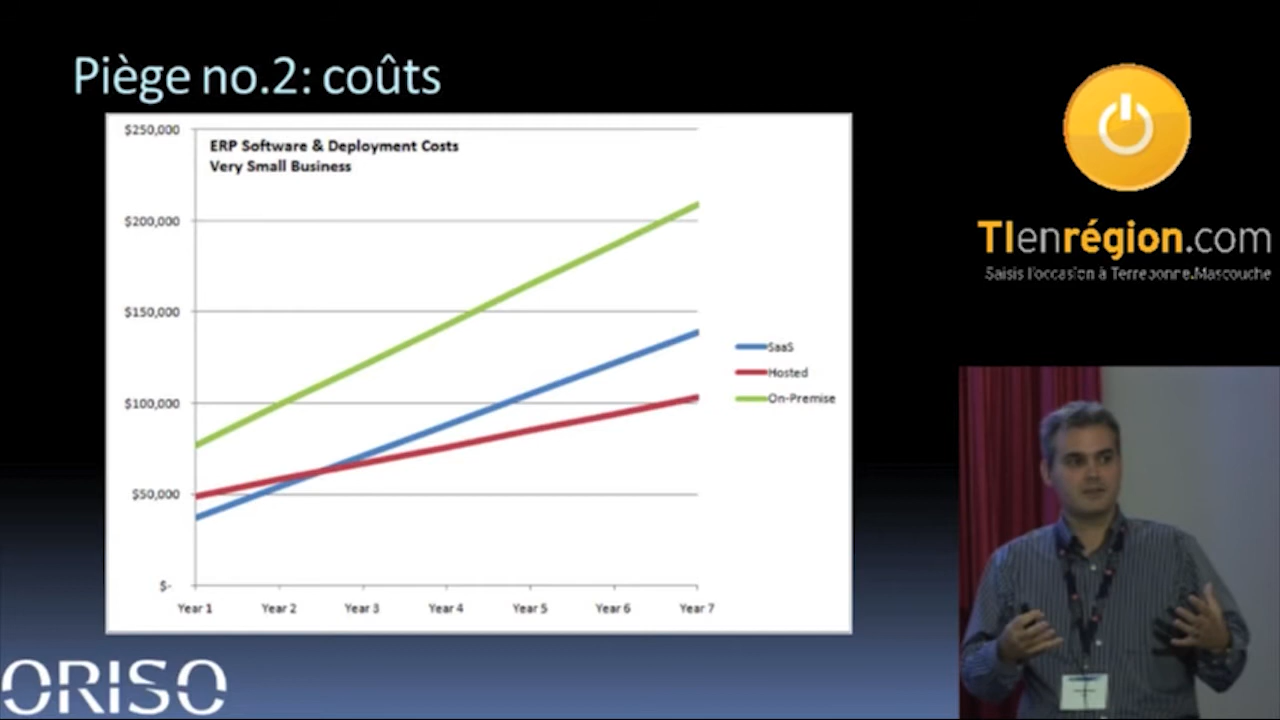 Piège no.2: coûts
ERP Software & Deployment Costs
Very Small Business
$250,000
$200,000
$150,000
$100,000
$50,000
$-
Year 1 Year 2 Year 3 Year 4 Year 5 Year 6 Year 7
SaaS
Hosted
On-Premise
TIenrégion.com
Saisis l'occasion à Terrebonne.Mascouche
ORISO